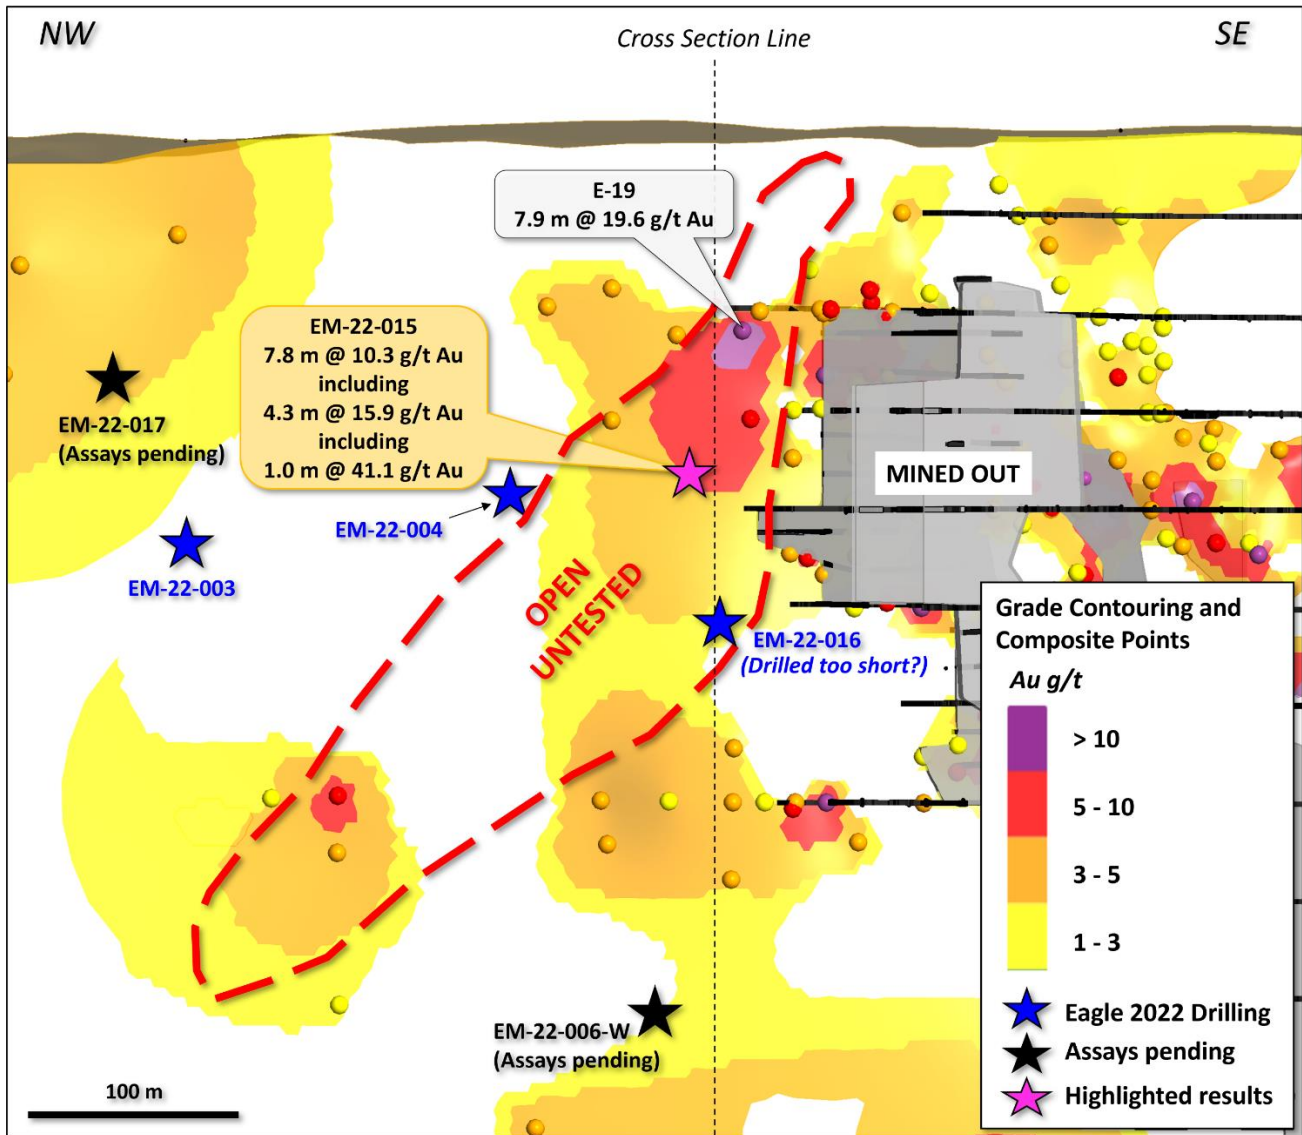 NW
Cross Section Line
SE
E-19
7.9 m @ 19.6 g/t Au
EM-22-015
7.8 m @ 10.3 g/t Au
including
4.3 m @ 15.9 g/t Au
including
1.0 m @ 41.1 g/t Au
EM-22-017
(Assays pending)
MINED OUT
EM-22-004
EM-22-003
OPEN
UNTESTED
EM-22-016
(Drilled too short?)
EM-22-006-W
(Assays pending)
100 m
Grade Contouring and
Composite Points
Au g/t
> 10
5 - 10
3 - 5
1 - 3
Eagle 2022 Drilling
Assays pending
Highlighted results